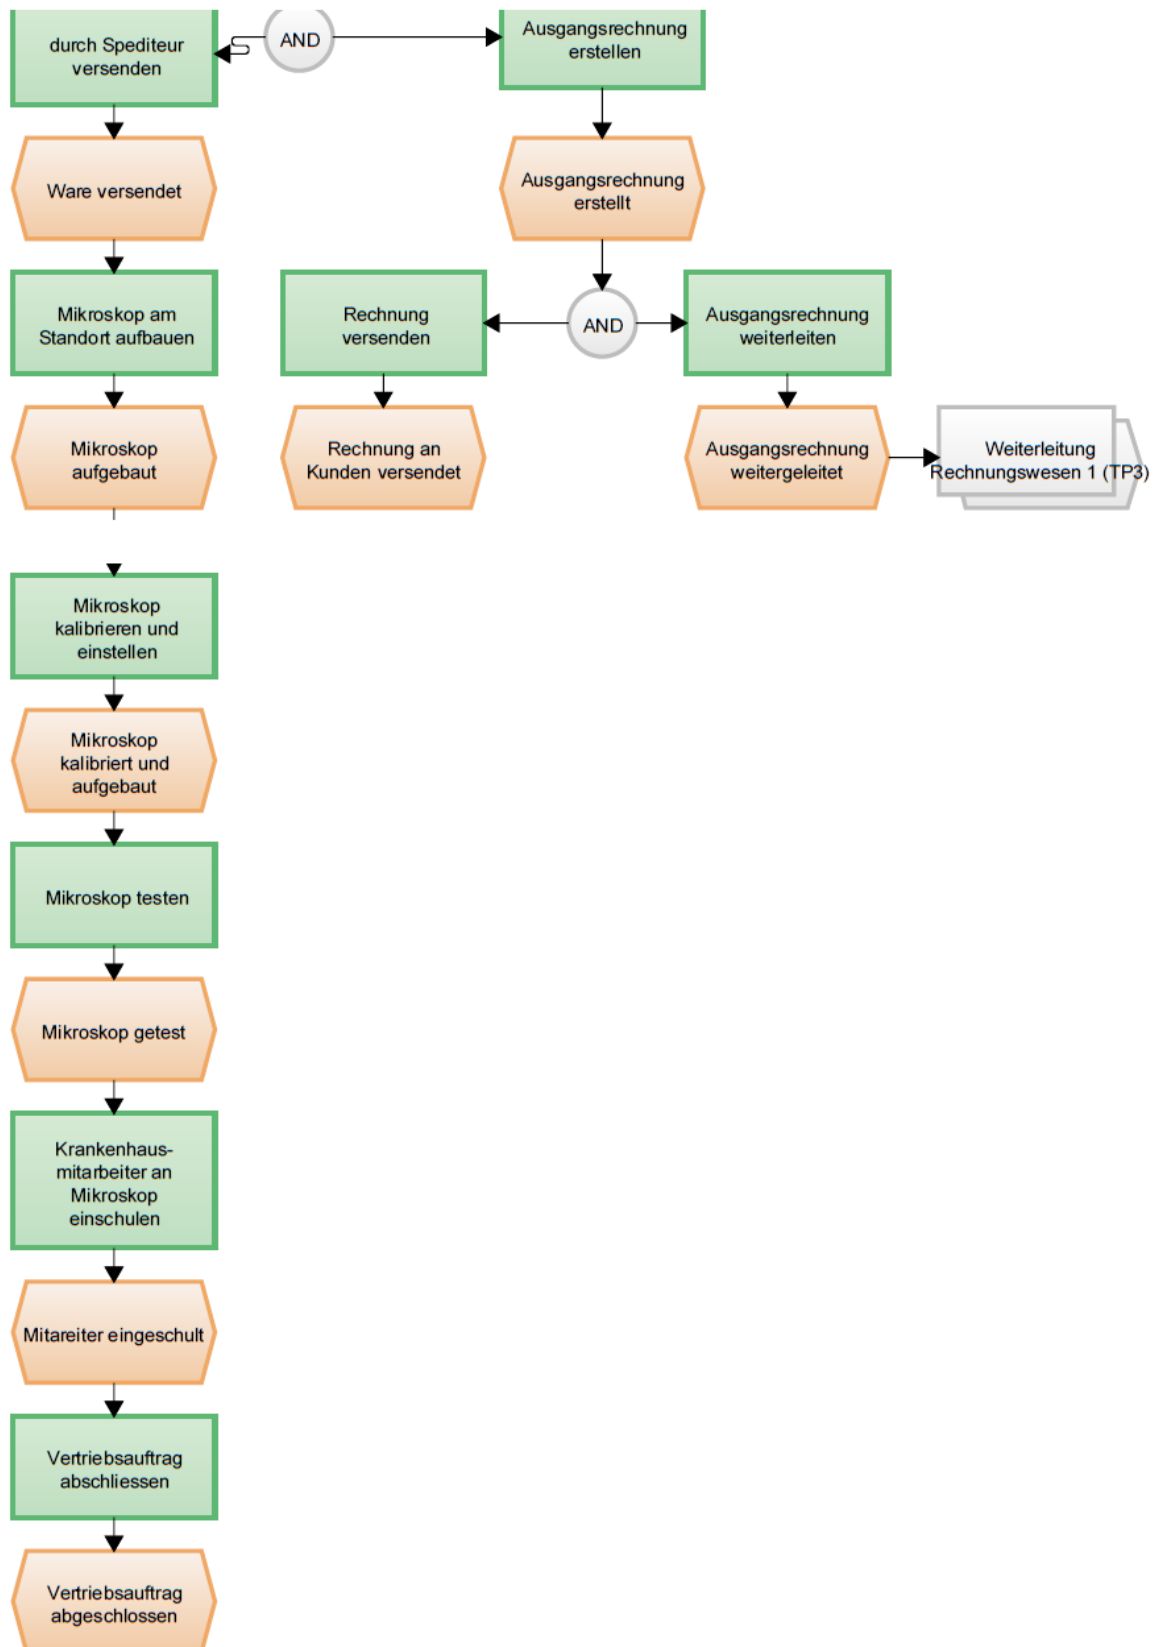 durch Spediteur
versenden
AND
Ausgangsrechnung
erstellen
Ware versendet
Ausgangsrechnung
erstellt
Mikroskop am
Standort aufbauen
Rechnung
versenden
AND
Ausgangsrechnung
weiterleiten
Mikroskop
aufgebaut
Rechnung an
Kunden versendet
Ausgangsrechnung
weitergeleitet
Weiterleitung
Rechnungswesen 1 (TP3)
Mikroskop
kalibrieren und
einstellen
Mikroskop
kalibriert und
aufgebaut
Mikroskop testen
Mikroskop getest
Krankenhaus-
mitarbeiter an
Mikroskop
einschulen
Mitareiter eingeschult
Vertriebsauftrag
abschliessen
Vertriebsauftrag
abgeschlossen